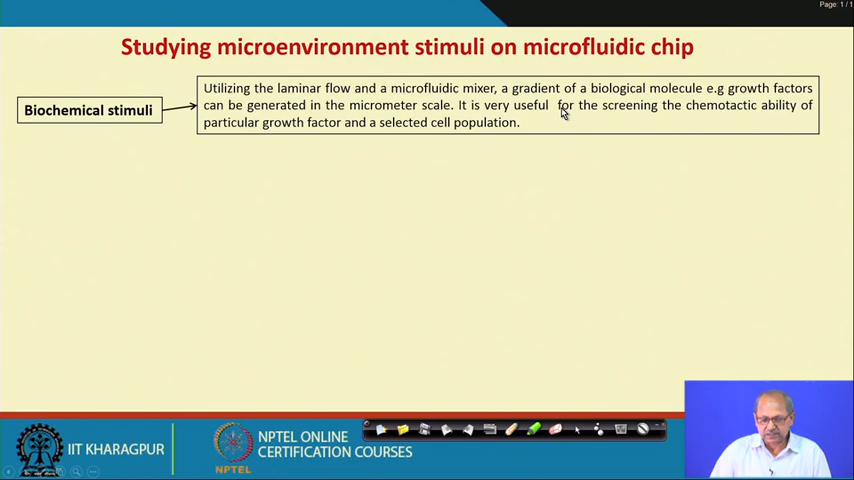 Page: 1 / 1
Studying microenvironment stimuli on microfluidic chip
Biochemical stimuli
Utilizing the laminar flow and a microfluidic mixer, a gradient of a biological molecule e.g growth factors
can be generated in the micrometer scale. It is very useful for the screening the chemotactic ability of
particular growth factor and a selected cell population.
IIT KHARAGPUR
NPTEL
NPTEL ONLINE
CERTIFICATION COURSES